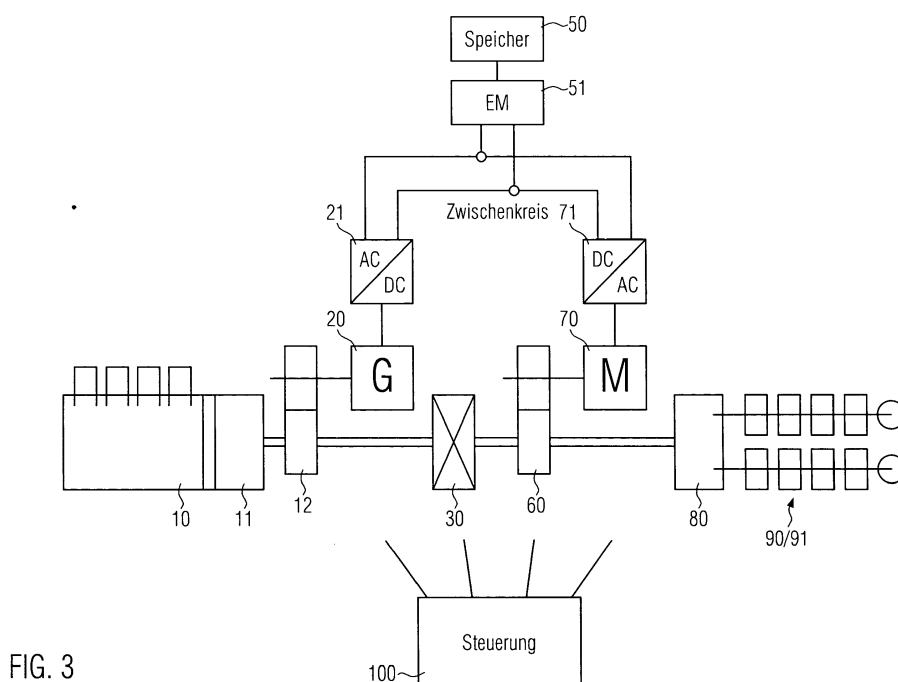 50
Speicher
51
EM
Zwischenkreis
21
71
AC
DC
DC
AC
20
70
G
M
10
11
12
30
60
80
90/91
Steuerung
100
FIG. 3